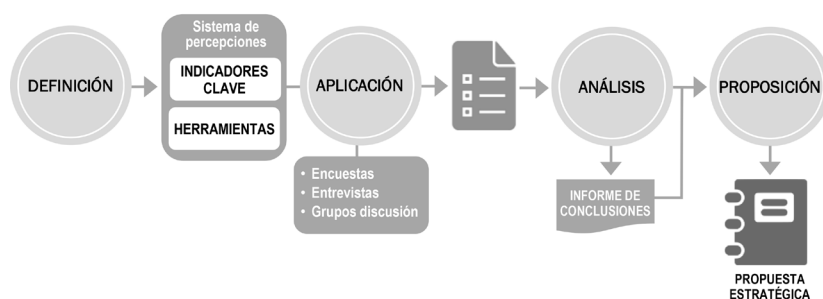 DEFINICIÓN
Sistema de
percepciones
INDICADORES
CLAVE
HERRAMIENTAS
APLICACIÓN
• Encuestas
• Entrevistas
• Grupos discusión
ANÁLISIS
INFORME DE
CONCLUSIONES
PROPOSICIÓN
PROPUESTA
ESTRATÉGICA